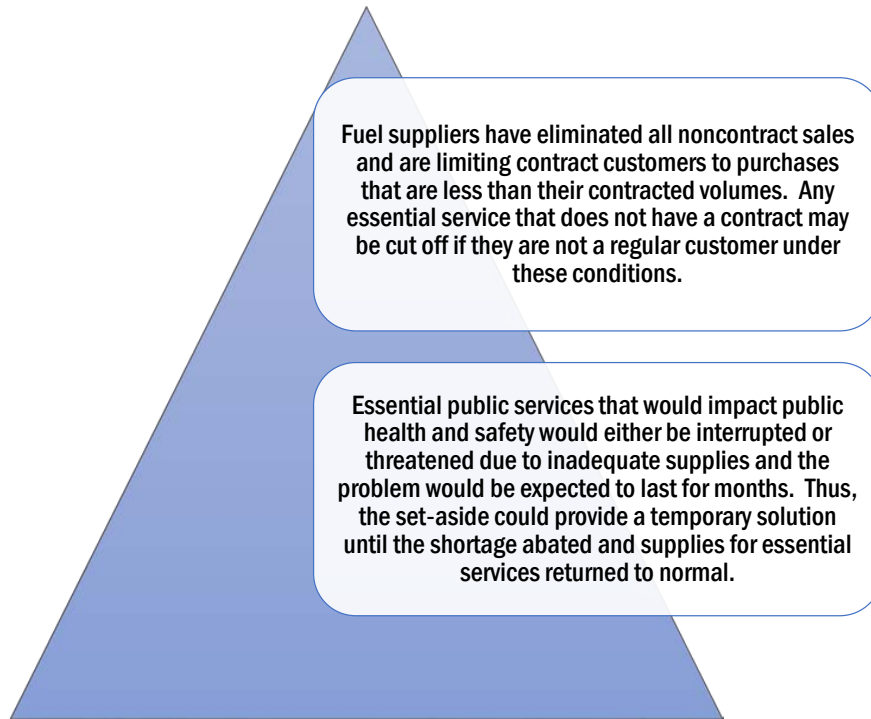 Fuel suppliers have eliminated all noncontract sales
and are limiting contract customers to purchases
that are less than their contracted volumes.  Any
essential service that does not have a contract may
be cut off if they are not a regular customer under
these conditions.
Essential public services that would impact public
health and safety would either be interrupted or
threatened due to inadequate supplies and the
problem would be expected to last for months.  Thus,
the set-aside could provide a temporary solution
until the shortage abated and supplies for essential
services returned to normal.